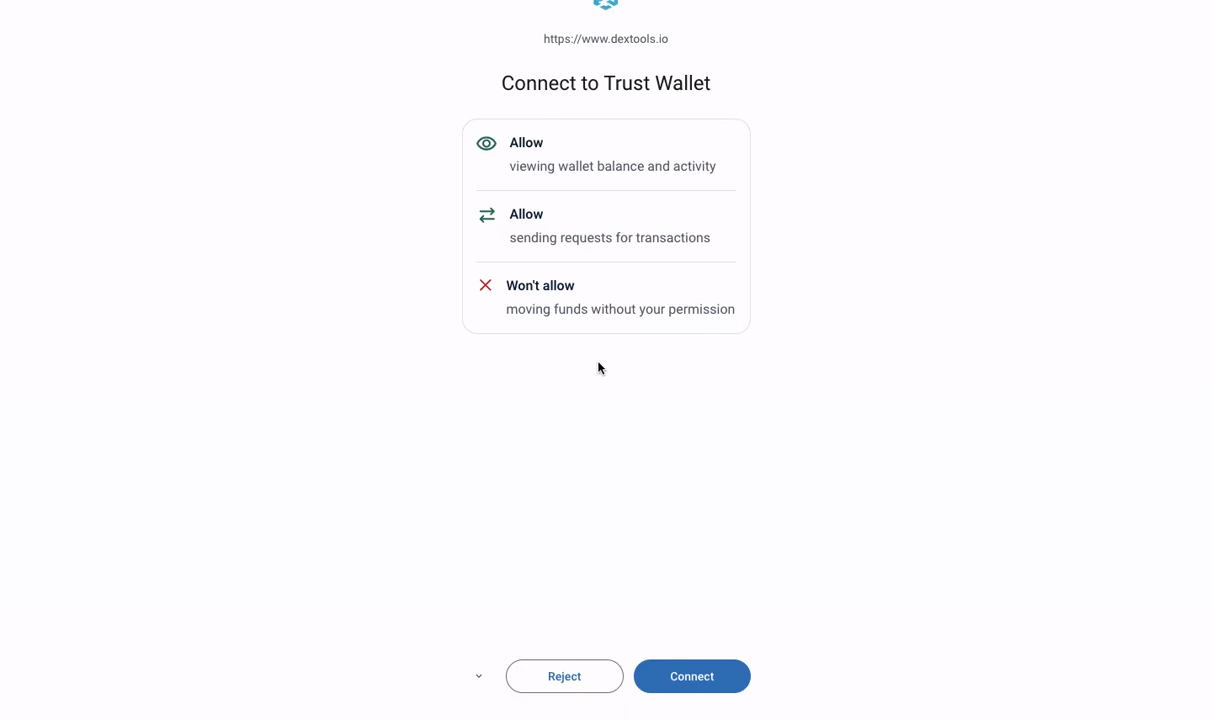 https://www.dextools.io
Connect to Trust Wallet
Allow
viewing wallet balance and activity
Allow
sending requests for transactions
Won't allow
moving funds without your permission
Reject
Connect